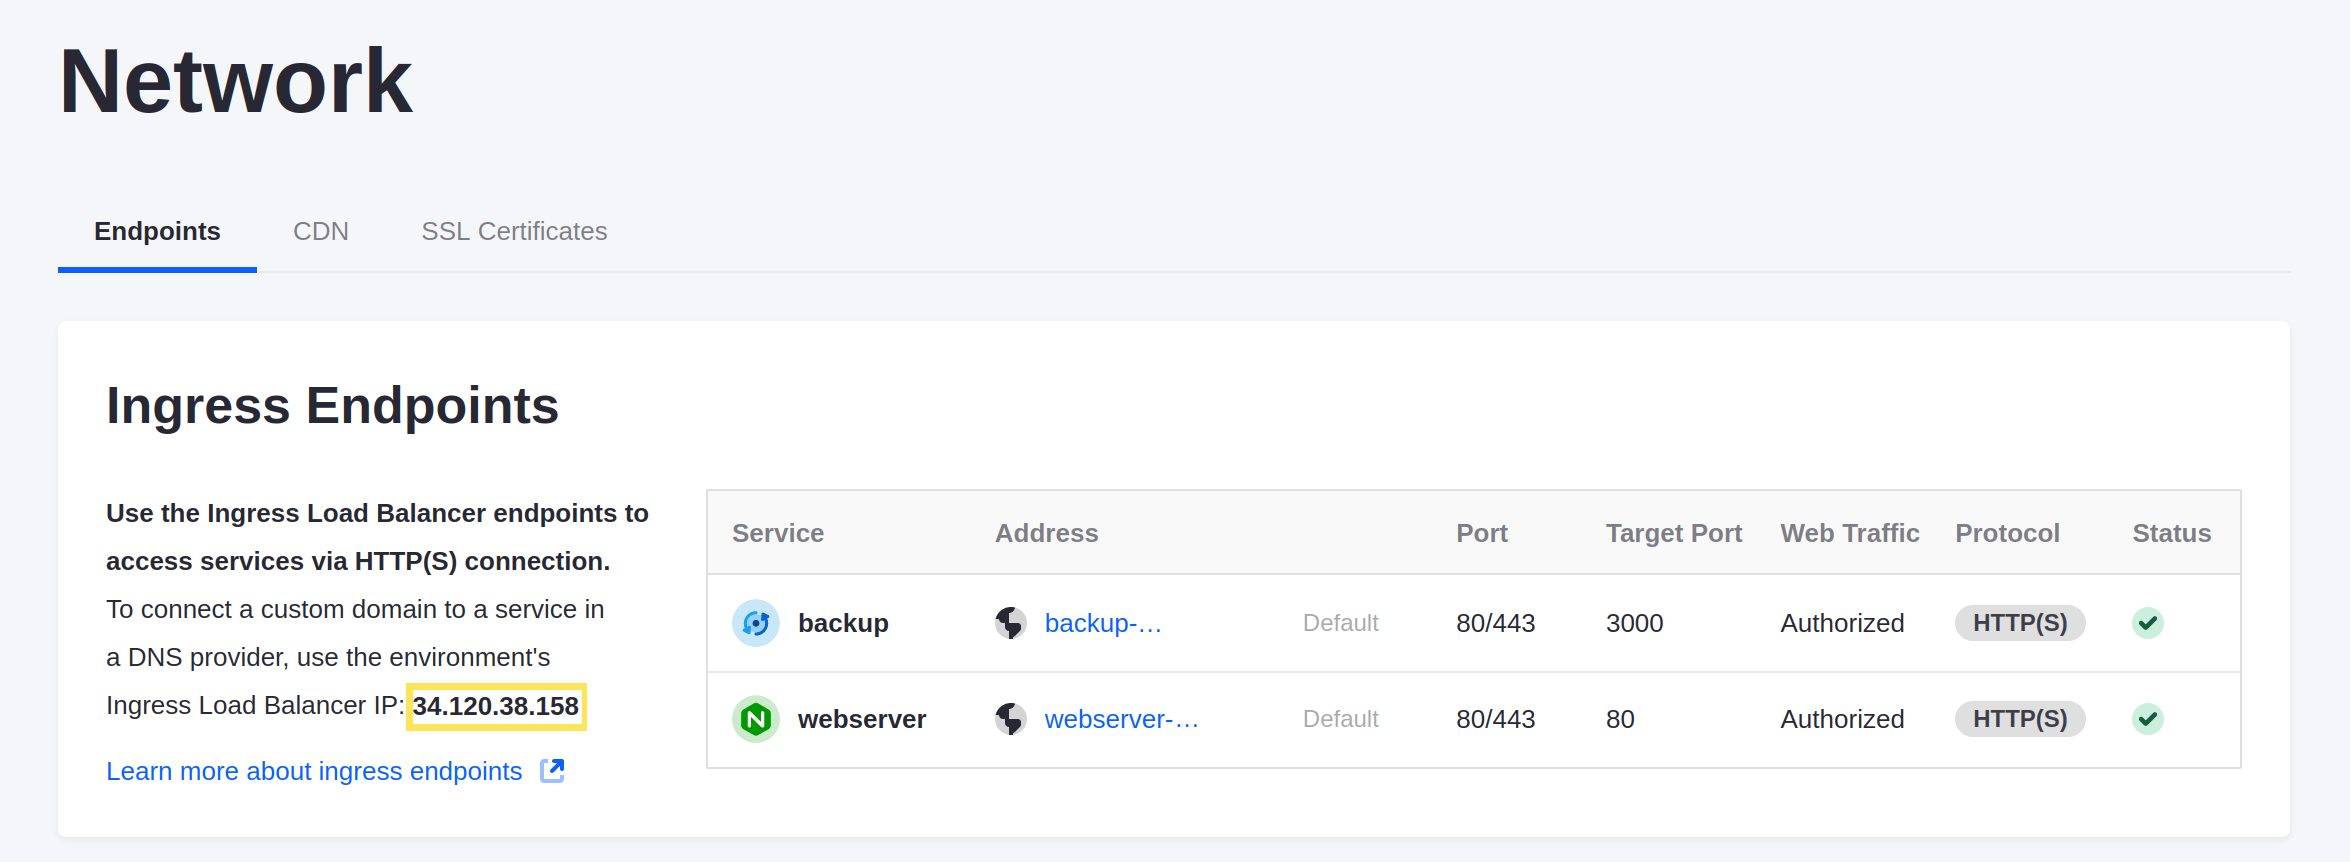 Network
Endpoints CDN SSL Certificates
Ingress Endpoints
Use the Ingress Load Balancer endpoints to
access services via HTTP(S) connection.
To connect a custom domain to a service in
a DNS provider, use the environment's
Ingress Load Balancer IP: 34.120.38.158
Learn more about ingress endpoints
Service Address Port Target Port Web Traffic Protocol Status
backup backup-... Default 80/443 3000 Authorized HTTP(S)
webserver webserver-... Default 80/443 80 Authorized HTTP(S)